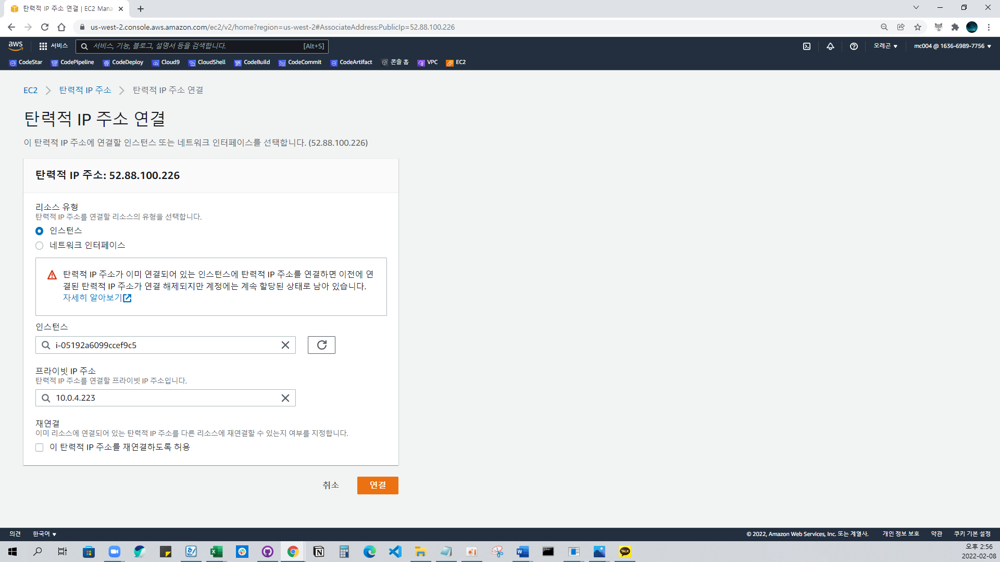 탄력적 IP 주소 연결 | EC2 Mana
us-west-2.console.aws.amazon.com/ec2/v2/home?region=us-west-2#AssociateAddress:PublicIp=52.88.100.226
aws 서비스 서비스, 기능, 블로그, 설명서 등을 검색합니다. [Alt+S] 오레곤 ▼ mc004 @ 1636-6989-7756 ▼
CodeStar CodePipeline CodeDeploy Cloud9 CloudShell CodeBuild CodeCommit CodeArtifact 콘솔 홈 VPC EC2
EC2 탄력적 IP 주소 탄력적 IP 주소 연결
탄력적 IP 주소 연결
이 탄력적 IP 주소에 연결할 인스턴스 또는 네트워크 인터페이스를 선택합니다. (52.88.100.226)
탄력적 IP 주소: 52.88.100.226
리소스 유형
탄력적 IP 주소를 연결할 리소스의 유형을 선택합니다.
인스턴스
네트워크 인터페이스
탄력적 IP 주소가 이미 연결되어 있는 인스턴스에 탄력적 IP 주소를 연결하면 이전에 연
결된 탄력적 IP 주소가 연결 해제되지만 계정에는 계속 할당된 상태로 남아 있습니다.
자세히 알아보기
인스턴스
i-05192a6099ccef9c5
프라이빗 IP 주소
탄력적 IP 주소를 연결할 프라이빗 IP 주소입니다.
10.0.4.223
재연결
이미 리소스에 연결되어 있는 탄력적 IP 주소를 다른 리소스에 재연결할 수 있는지 여부를 지정합니다.
이 탄력적 IP 주소를 재연결하도록 허용
취소 연결
의견 한국어 ▼ © 2022, Amazon Web Services, Inc. 또는 계열사. 개인 정보 보호 약관 쿠키 기본 설정
TALK
오후 2:56
2022-02-08